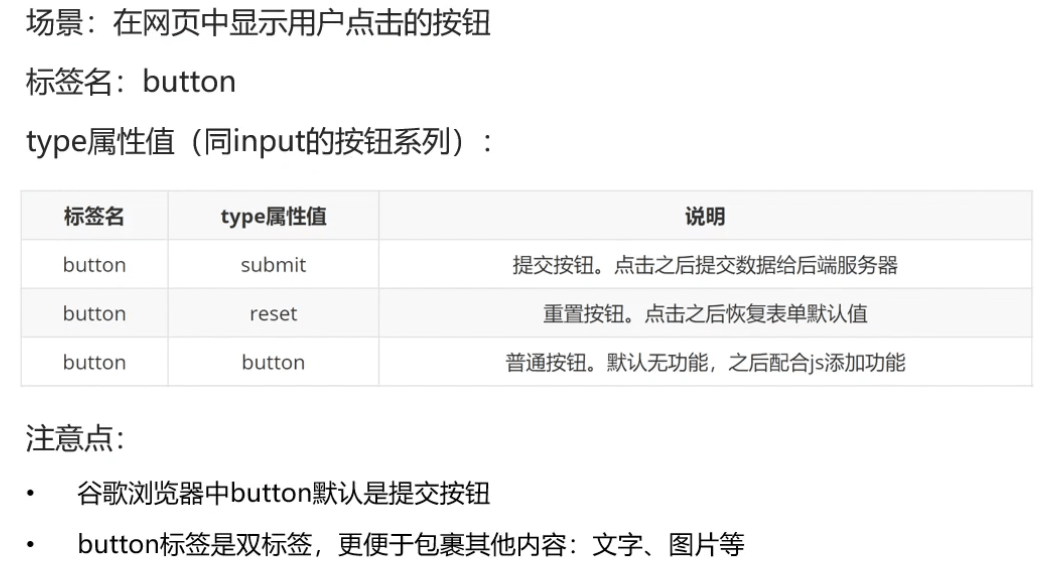 场景：在网页中显示用户点击的按钮
标签名：button
type属性值（同input的按钮系列）：
标签名 type属性值 说明
button submit 提交按钮。点击之后提交数据给后端服务器
button reset 重置按钮。点击之后恢复表单默认值
button button 普通按钮。默认无功能，之后配合js添加功能
注意点：
• 谷歌浏览器中button默认是提交按钮
• button标签是双标签，更便于包裹其他内容：文字、图片等